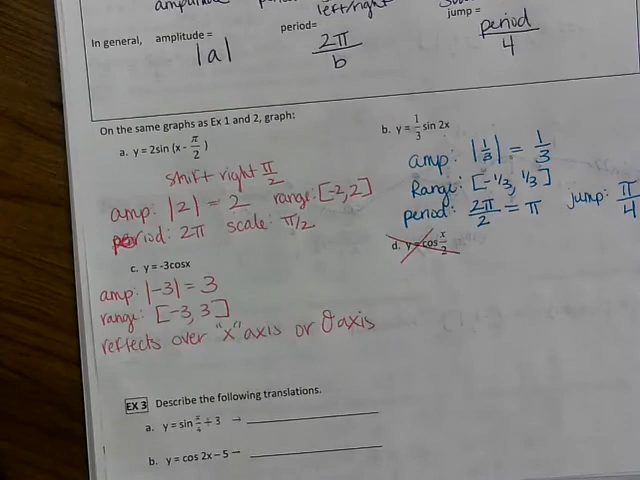 left/right
In general, amplitude = |a|
period= 2π/b
jump = period/4
On the same graphs as Ex 1 and 2, graph:
a. y = 2sin (x - π/2)
shift right π/2
amp: |2| = 2 range: [-2, 2]
period: 2π scale: π/2
b. y = 1/3 sin 2x
amp: |1/3| = 1/3
Range: [-1/3, 1/3]
period: 2π/2 = π jump: π/4
c. y = -3cosx
amp: |-3| = 3
range: [-3, 3]
reflects over "x" axis or θ axis
d. y = cos x/2
EX 3 Describe the following translations.
a. y = sin x/4 + 3 →
b. y = cos 2x - 5 –